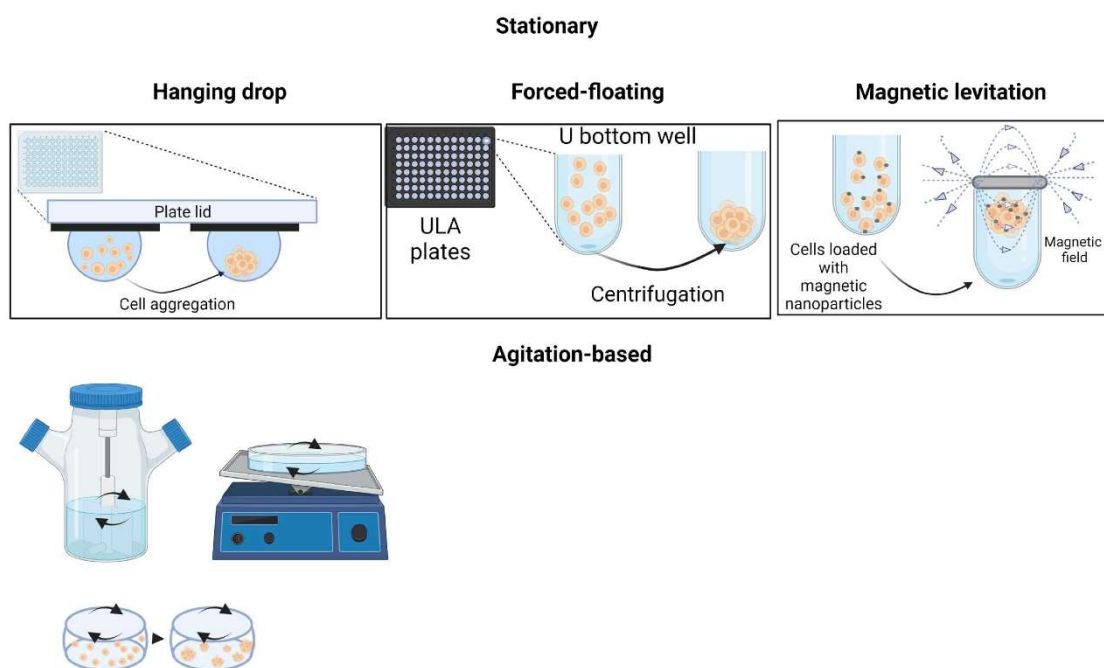 Stationary
Hanging drop
Plate lid
Cell aggregation
Forced-floating
U bottom well
ULA
plates
Centrifugation
Magnetic levitation
Cells loaded
with
magnetic
nanoparticles
Magnetic
field
Agitation-based